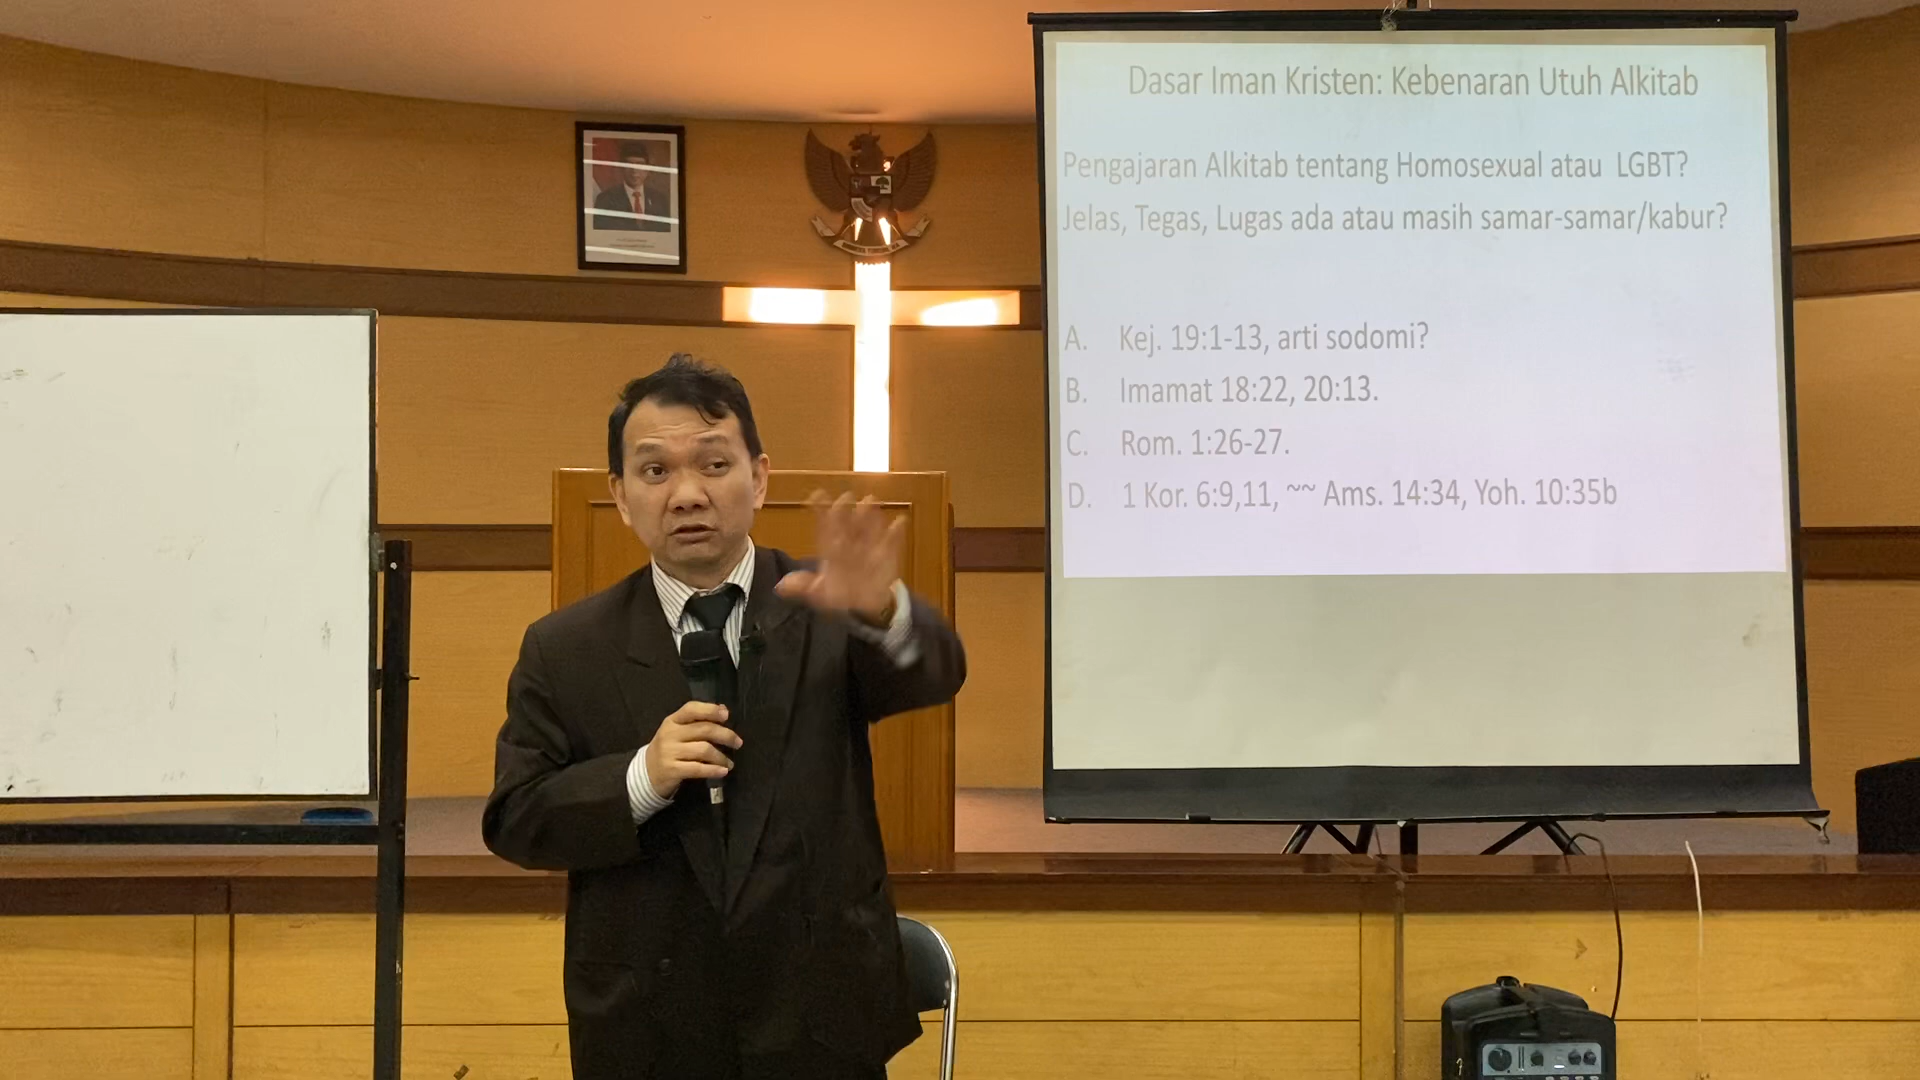 Dasar Iman Kristen: Kebenaran Utuh Alkitab
Pengajaran Alkitab tentang Homosexual atau LGBT?
Jelas, Tegas, Lugas ada atau masih samar-samar/kabur?
A. Kej. 19:1-13, arti sodomi?
B. Imamat 18:22, 20:13.
C. Rom. 1:26-27.
D. 1 Kor. 6:9,11, ~~ Ams. 14:34, Yoh. 10:35b